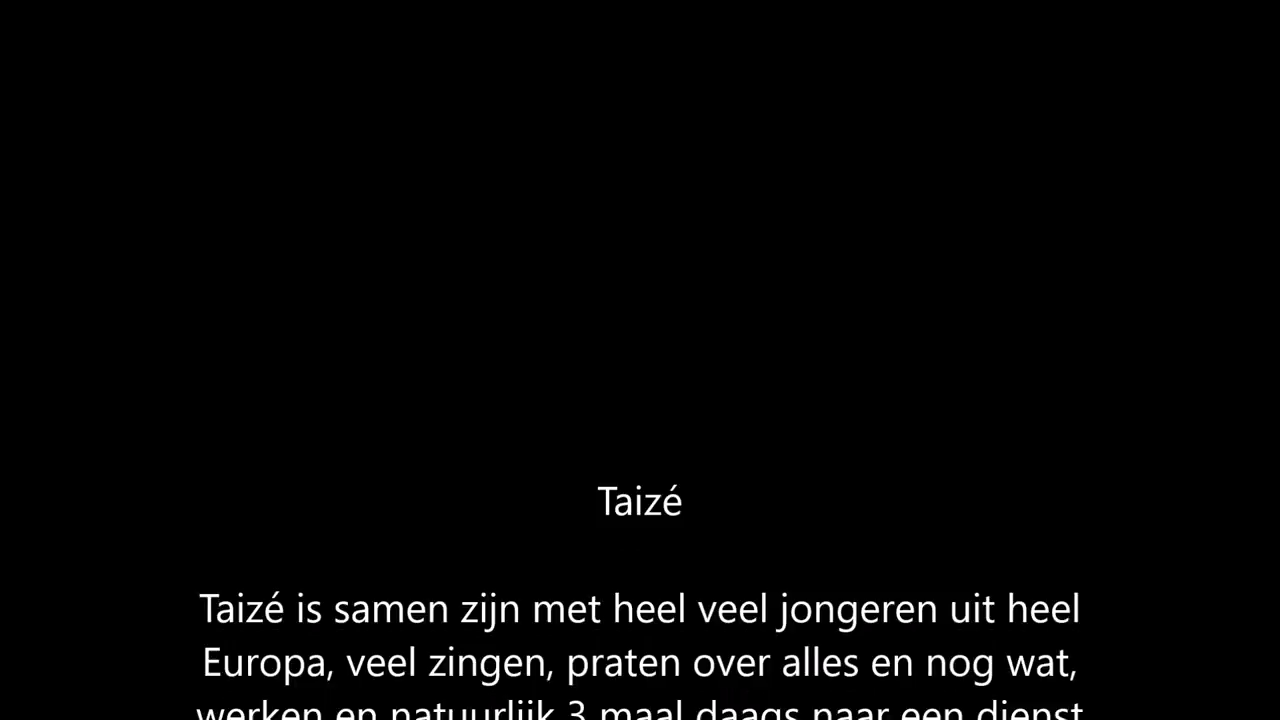 Taizé
Taizé is samen zijn met heel veel jongeren uit heel
Europa, veel zingen, praten over alles en nog wat,
werken en natuurlijk 3 maal daags naar een dienst